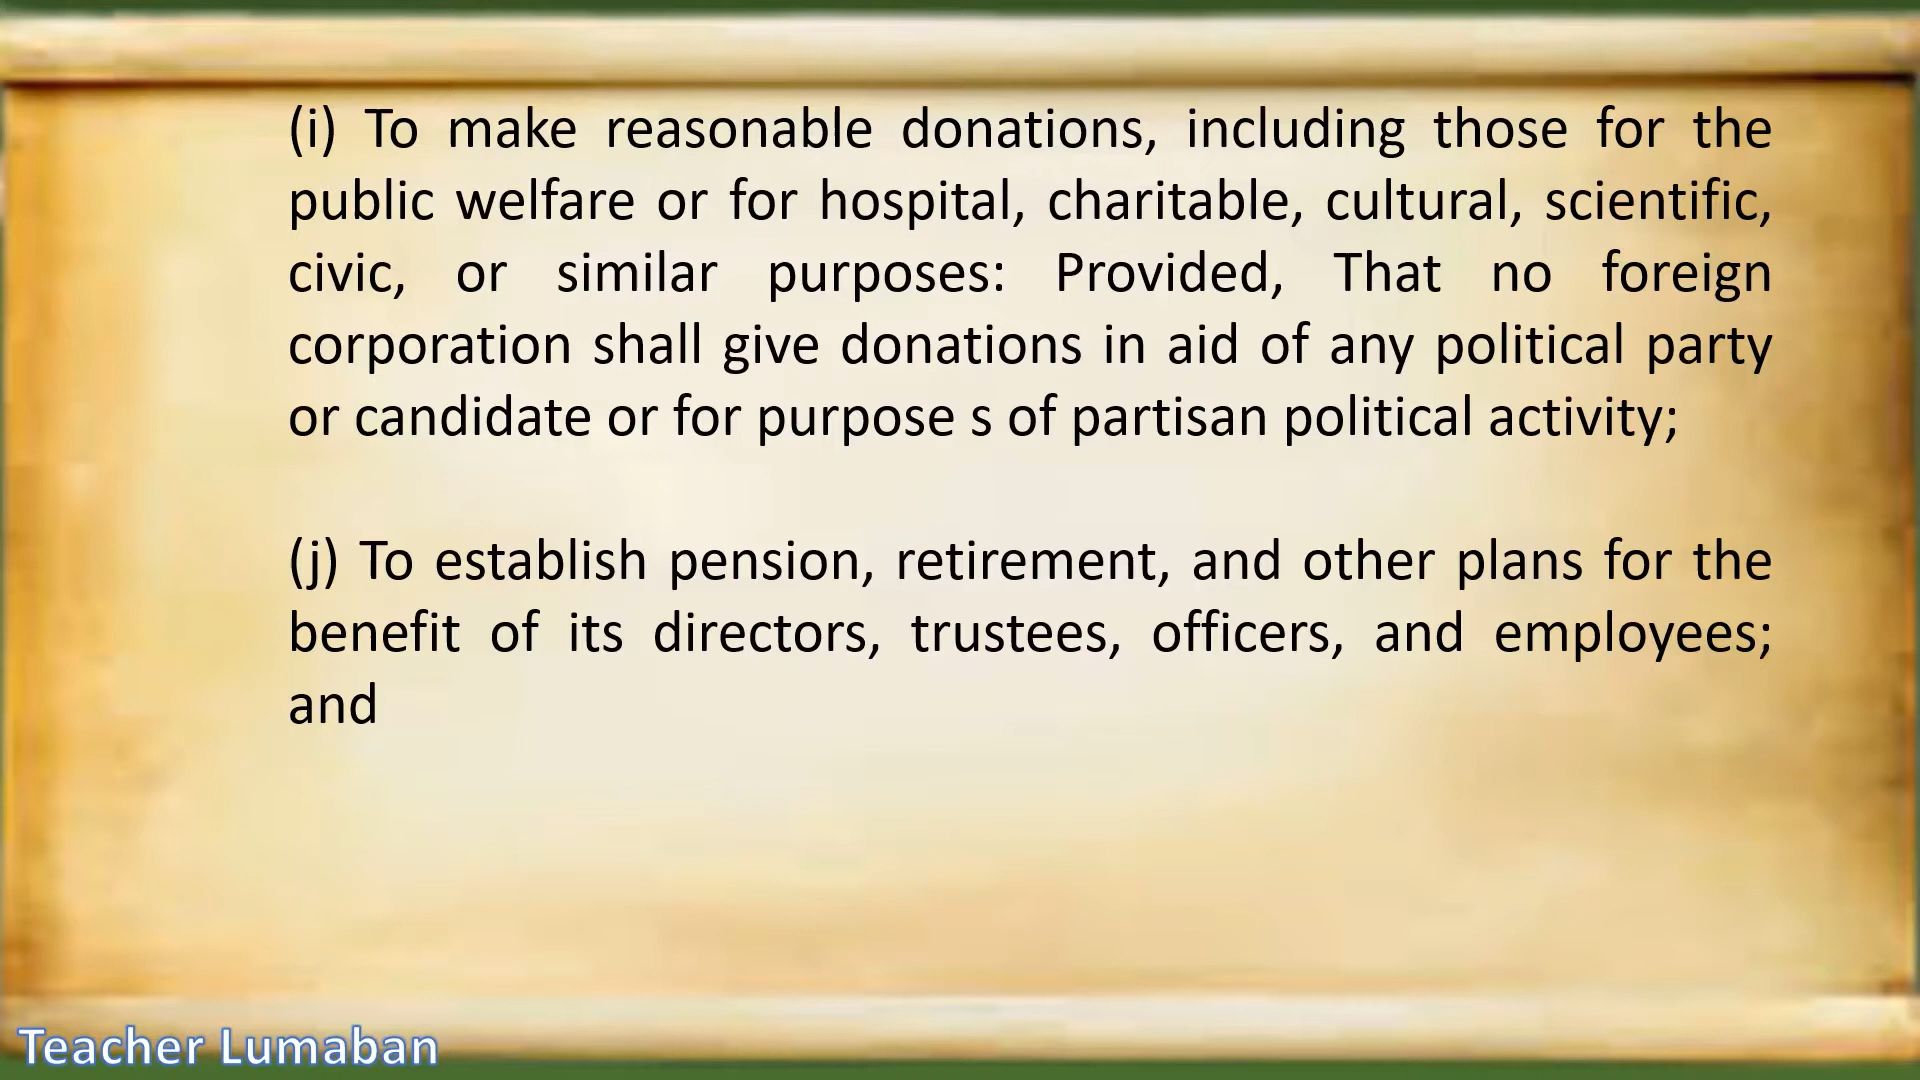 (i) To make reasonable donations, including those for the
public welfare or for hospital, charitable, cultural, scientific,
civic, or similar purposes: Provided, That no foreign
corporation shall give donations in aid of any political party
or candidate or for purpose s of partisan political activity;
(j) To establish pension, retirement, and other plans for the
benefit of its directors, trustees, officers, and employees;
and
Teacher Lumaban